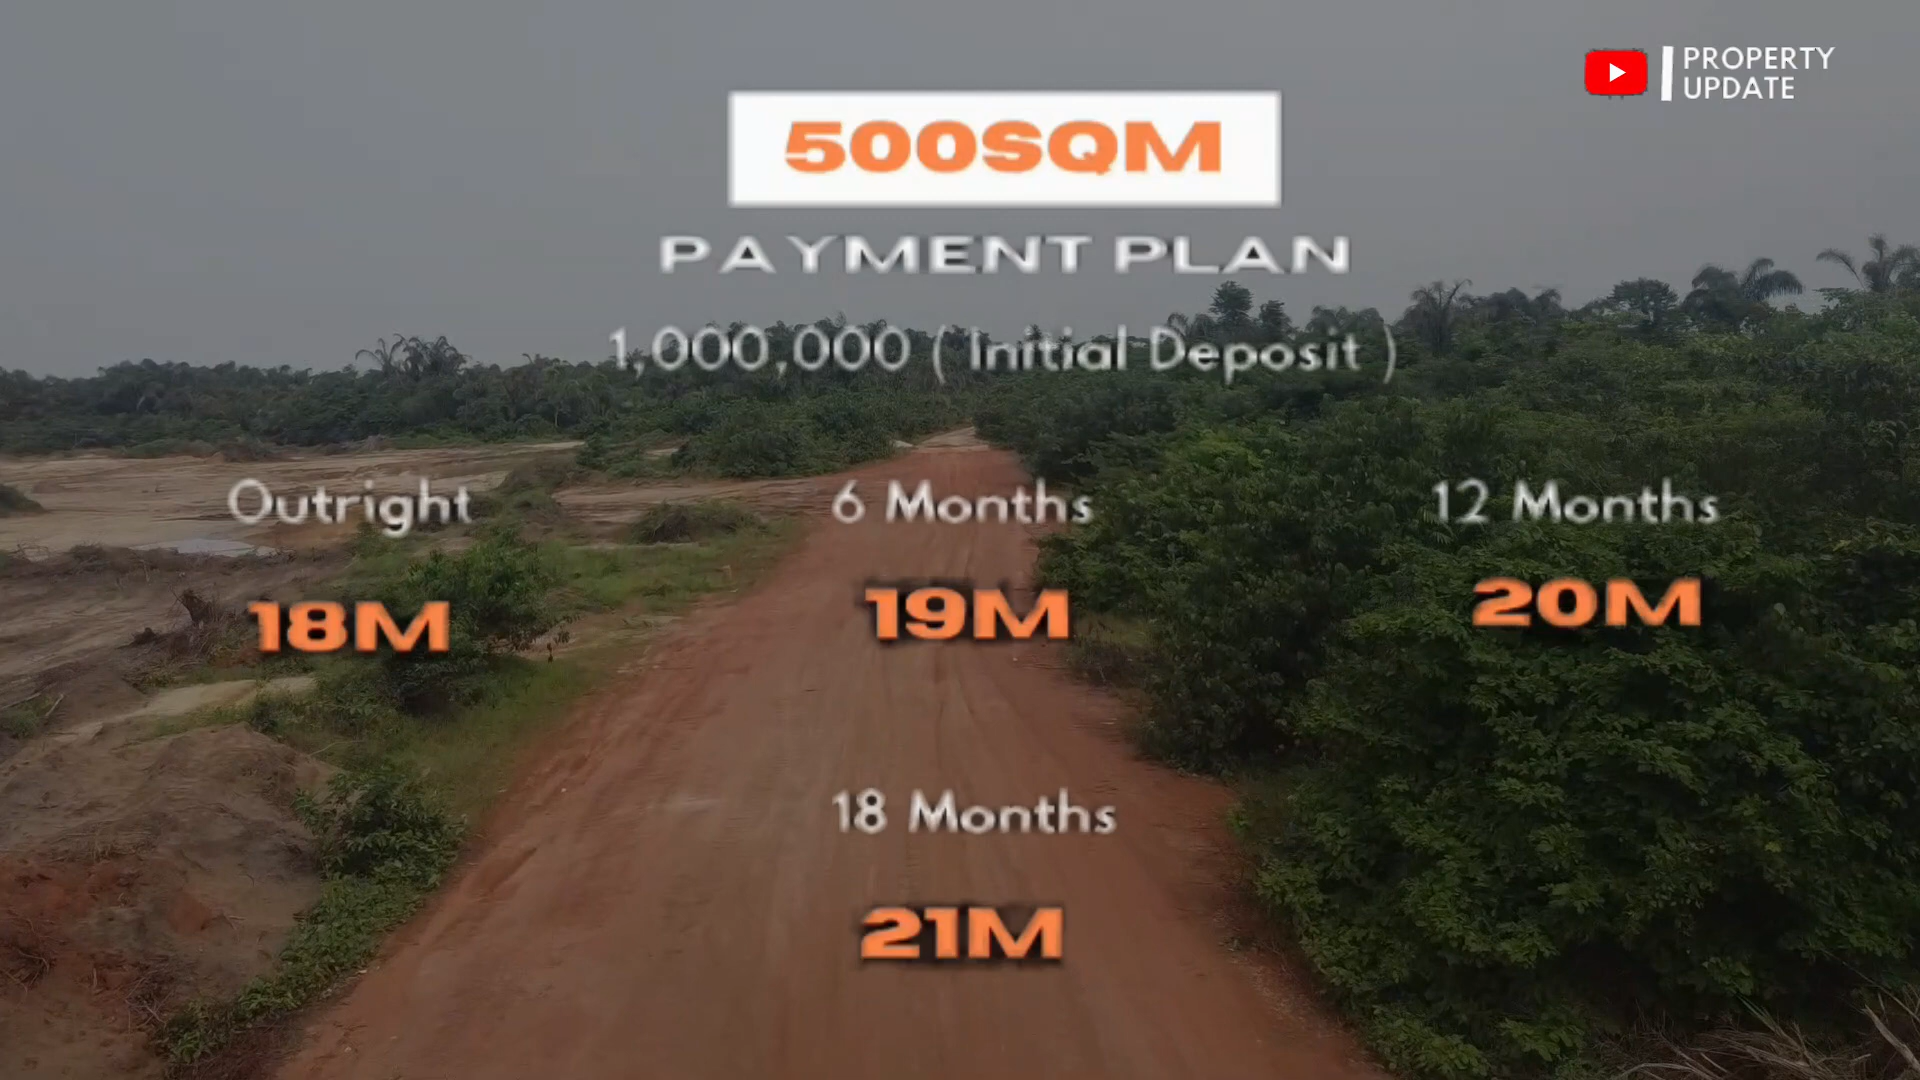 PROPERTY
UPDATE
500SQM
PAYMENT PLAN
1,000,000 ( Initial Deposit )
Outright
6 Months
12 Months
18M
19M
20M
18 Months
21M